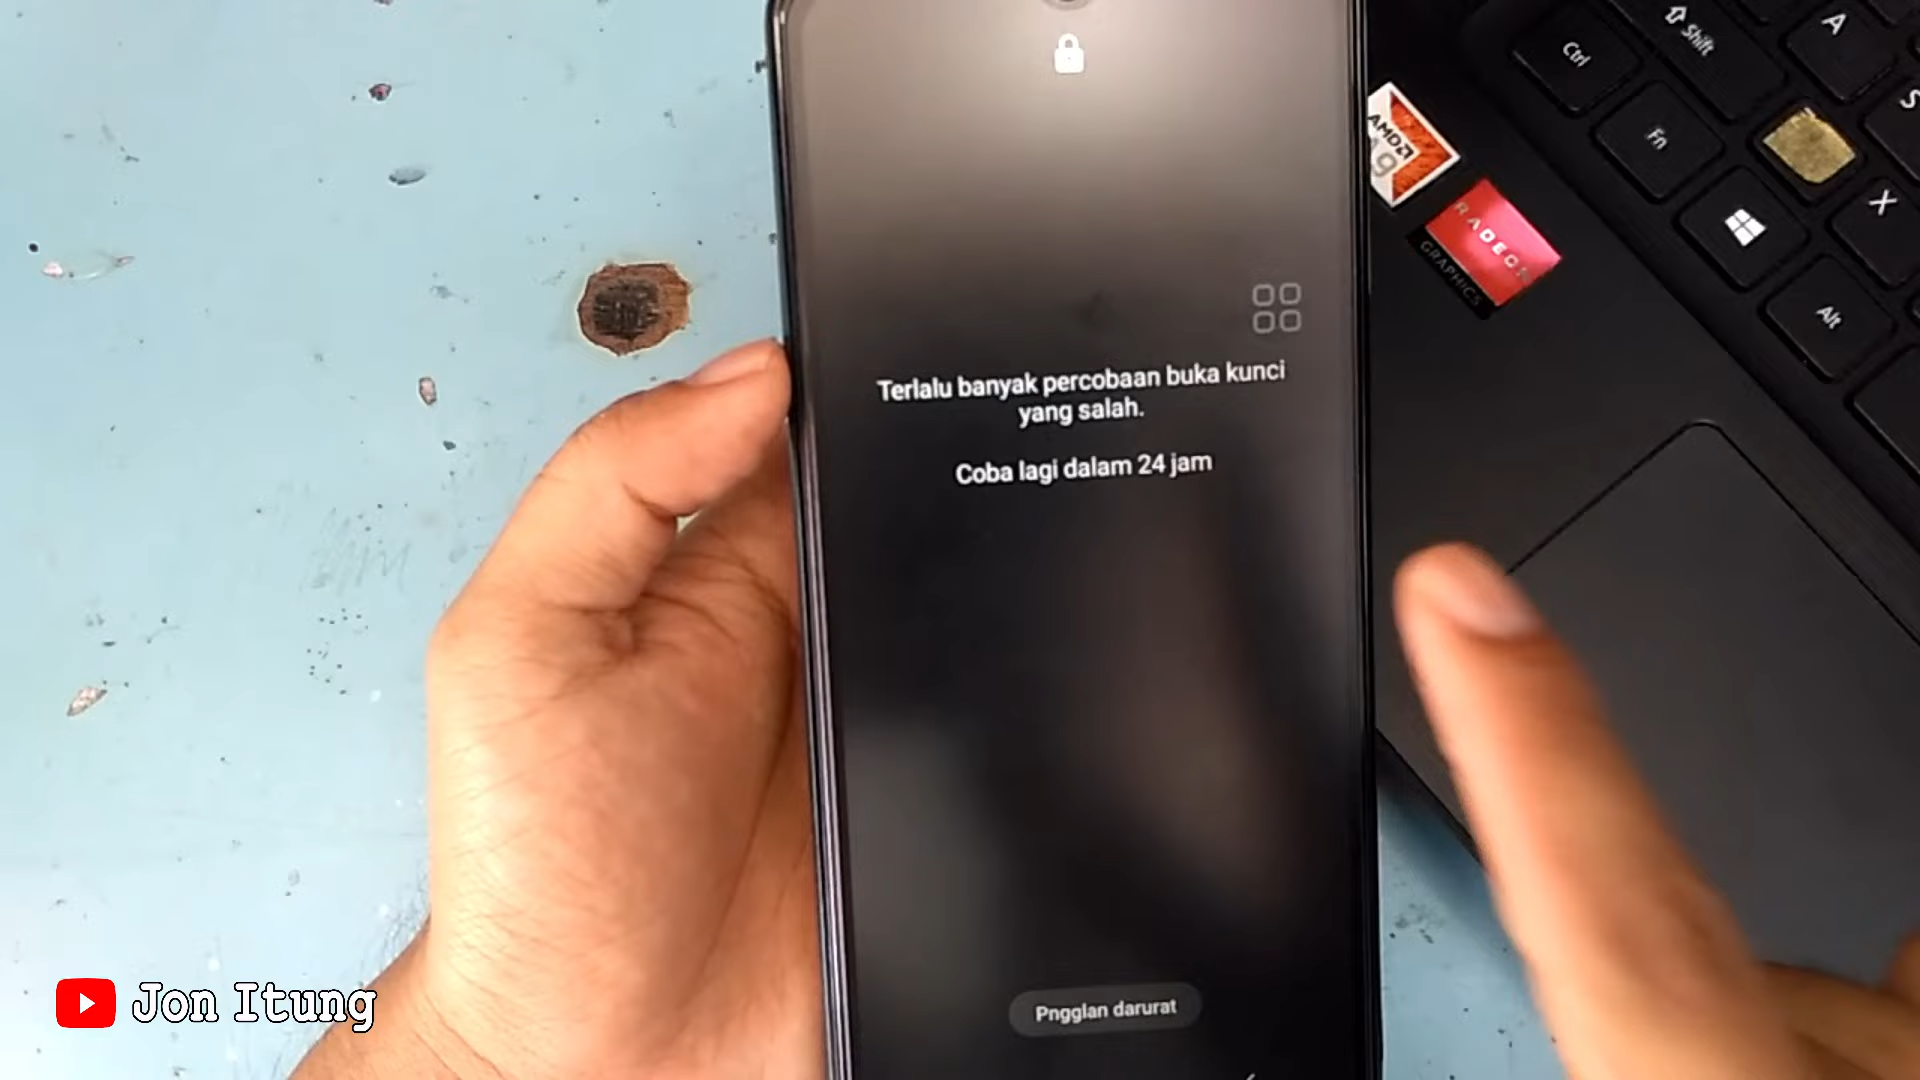 Terlalu banyak percobaan buka kunci
yang salah.
Coba lagi dalam 24 jam
Pngglan darurat
Jon Itung
AMD
A9
RADEON
GRAPHICS
Ctrl
Shift
A
Fn
S
X
Alt